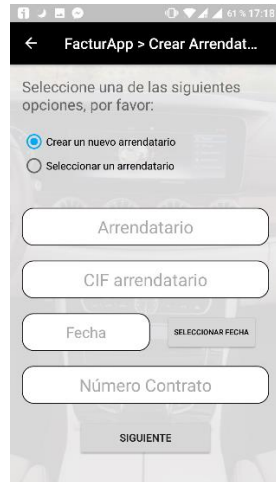 61 % 17:18
FacturApp > Crear Arrendat...
Seleccione una de las siguientes
opciones, por favor:
Crear un nuevo arrendatario
Seleccionar un arrendatario
Arrendatario
CIF arrendatario
Fecha
SELECCIONAR FECHA
Número Contrato
SIGUIENTE